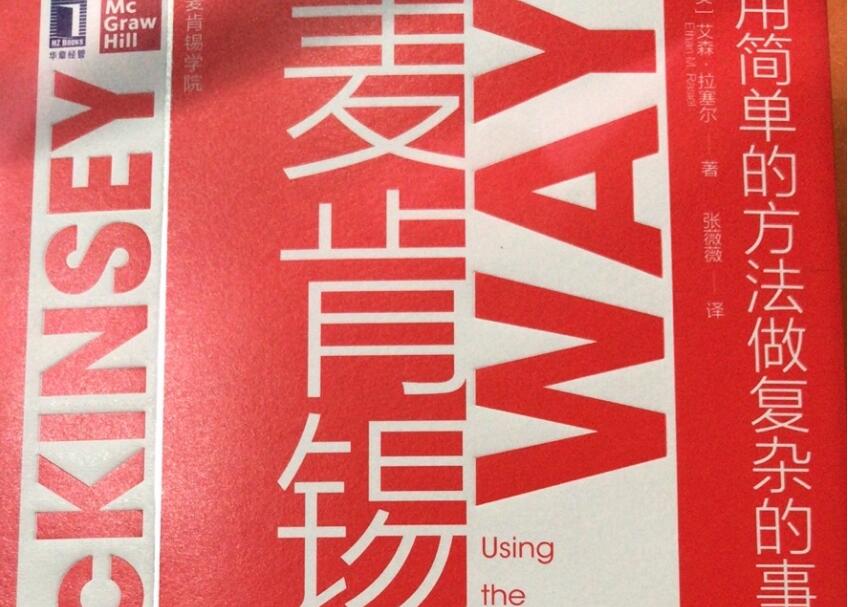 Mc
Graw
Hill
HZ BOOKS
华章经管
麦肯锡学院
CKINSEY
麦肯锡
WAY
Using
the
艾森·拉塞尔
Ethan M. Rasiel
著
张薇薇
译
用简单的方法做复杂的事